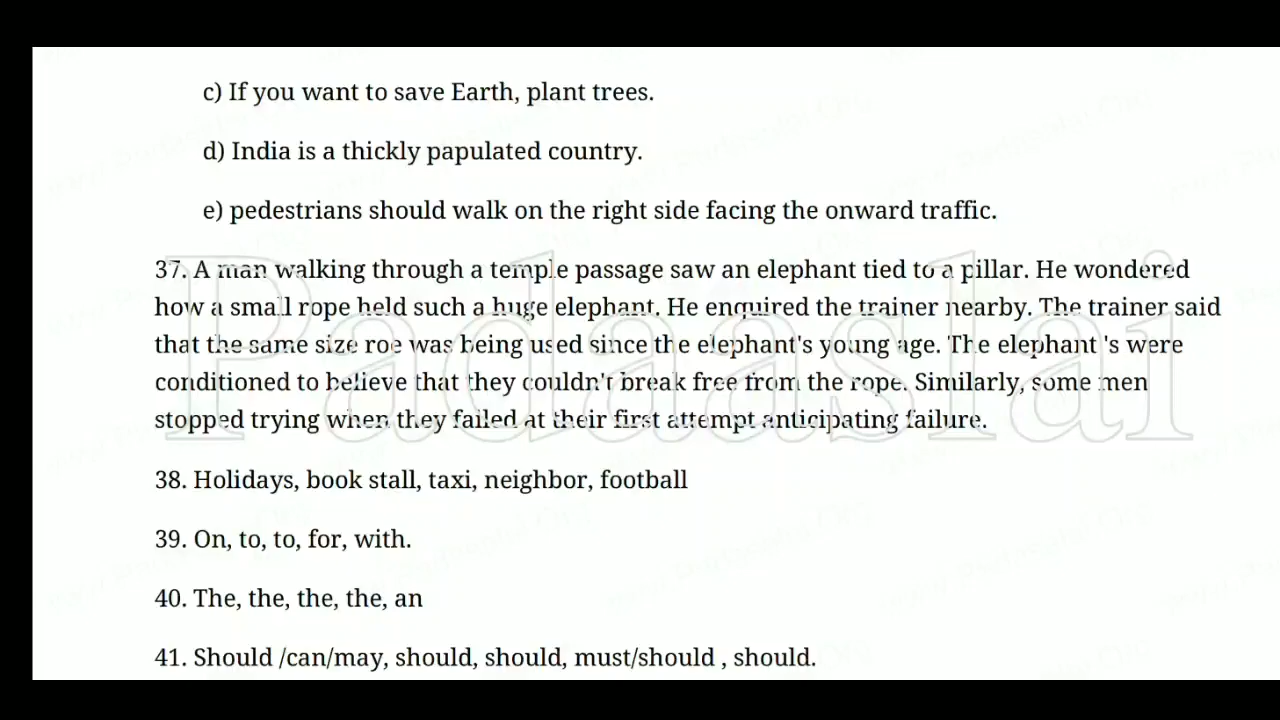 c) If you want to save Earth, plant trees.
d) India is a thickly papulated country.
e) pedestrians should walk on the right side facing the onward traffic.
37. A man walking through a temple passage saw an elephant tied to a pillar. He wondered
how a small rope held such a huge elephant. He enquired the trainer nearby. The trainer said
that the same size roe was being used since the elephant's young age. The elephant 's were
conditioned to believe that they couldn't break free from the rope. Similarly, some men
stopped trying when they failed at their first attempt anticipating failure.
Padaaslai
38. Holidays, book stall, taxi, neighbor, football
39. On, to, to, for, with.
40. The, the, the, the, an
41. Should /can/may, should, should, must/should , should.